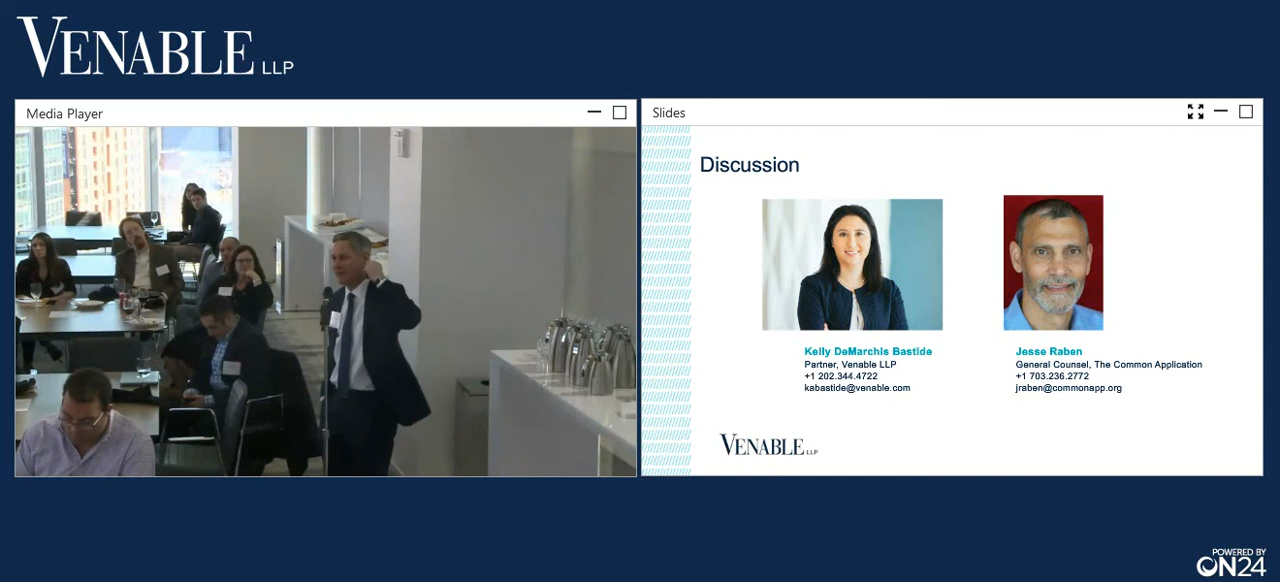 VENABLE LLP
Media Player
Slides
Discussion
Kelly DeMarchis Bastide
Partner, Venable LLP
+1 202.344.4722
kabastide@venable.com
Jesse Raben
General Counsel, The Common Application
+1 703.236.2772
jraben@commonapp.org
VENABLE LLP
POWERED BY
ON24